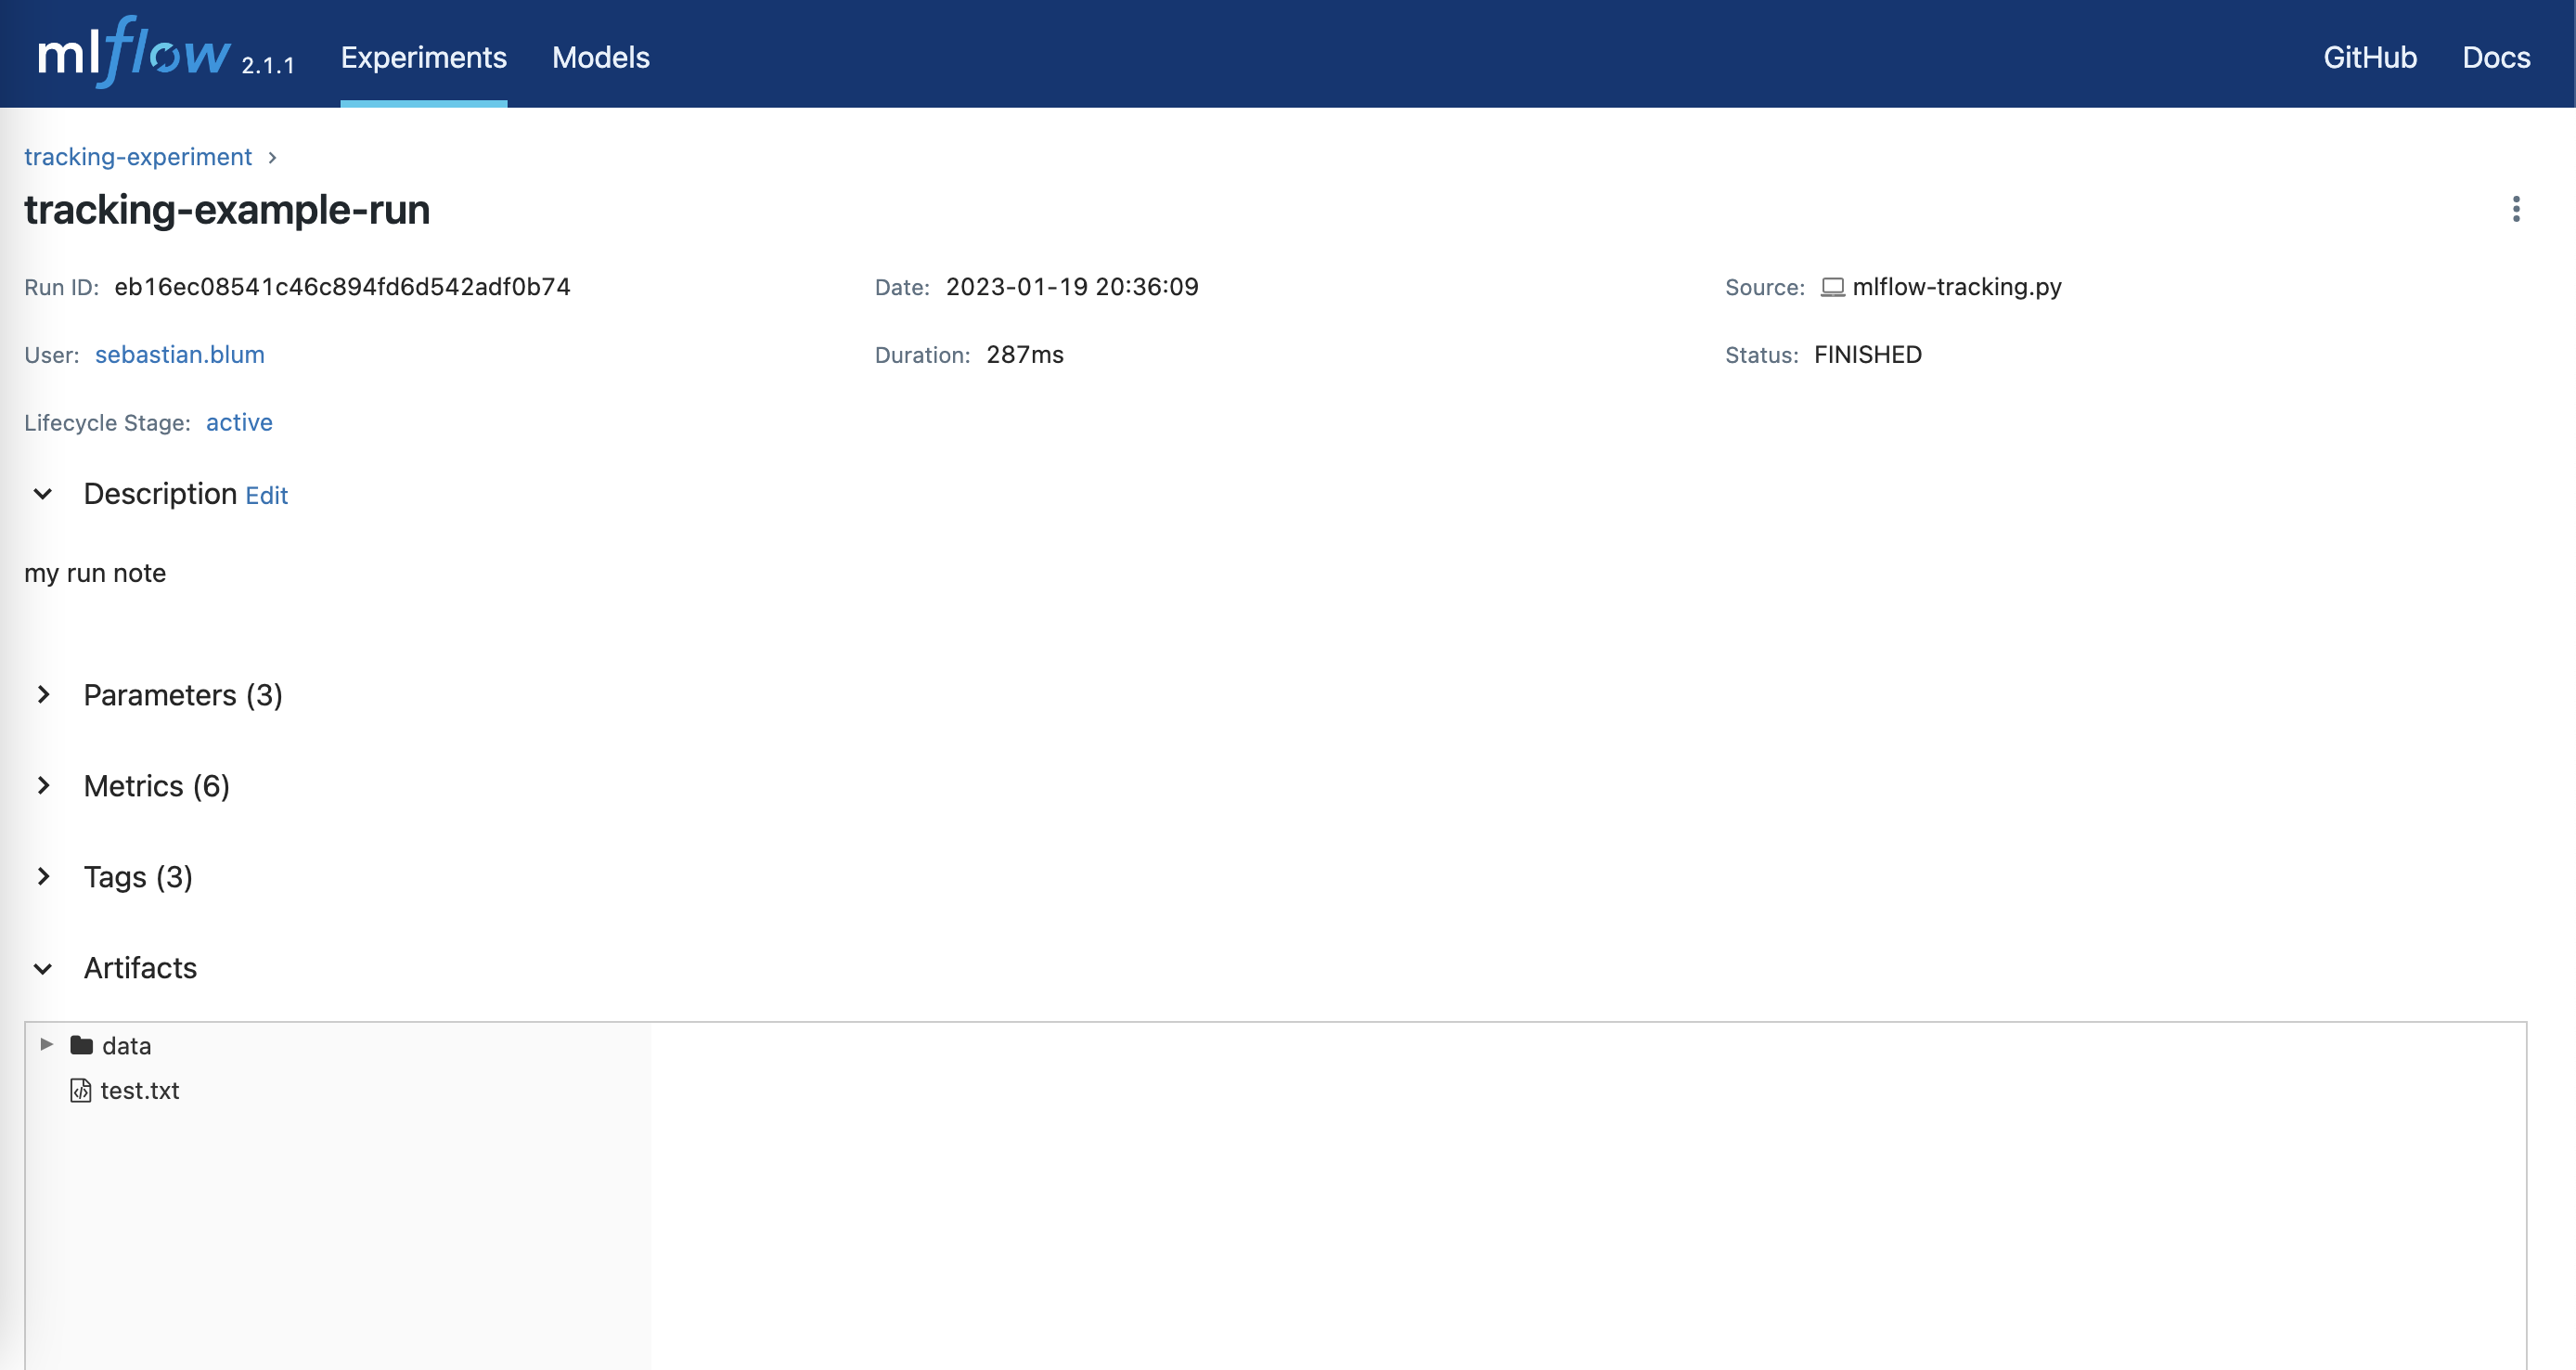 mlflow 2.1.1 Experiments Models GitHub Docs
tracking-experiment >
tracking-example-run
Run ID: eb16ec08541c46c894fd6d542adf0b74 Date: 2023-01-19 20:36:09 Source: mlflow-tracking.py
User: sebastian.blum Duration: 287ms Status: FINISHED
Lifecycle Stage: active
Description Edit
my run note
Parameters (3)
Metrics (6)
Tags (3)
Artifacts
data
test.txt